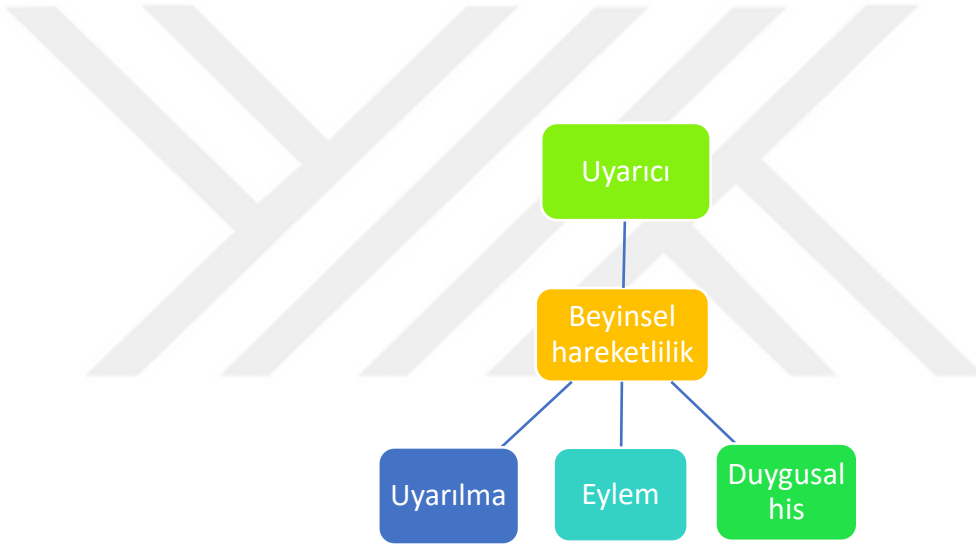 Uyarıcı
Beyinsel
hareketlilik
Uyarılma
Eylem
Duygusal
his